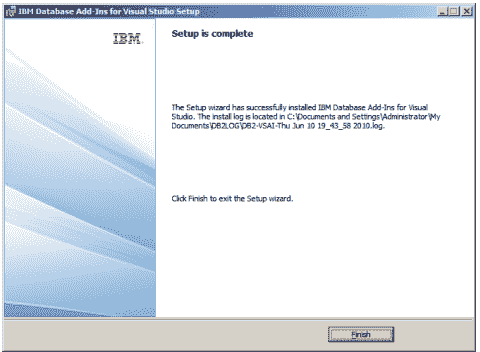 IBM Database Add-Ins for Visual Studio Setup
IBM.
Setup is complete
The Setup wizard has successfully installed IBM Database Add-Ins for Visual
Studio. The install log is located in C:\Documents and Settings\Administrator\My
Documents\DB2LOG\DB2-VSAI-Thu Jun 10 19_43_58 2010.log.
Click Finish to exit the Setup wizard.
Finish